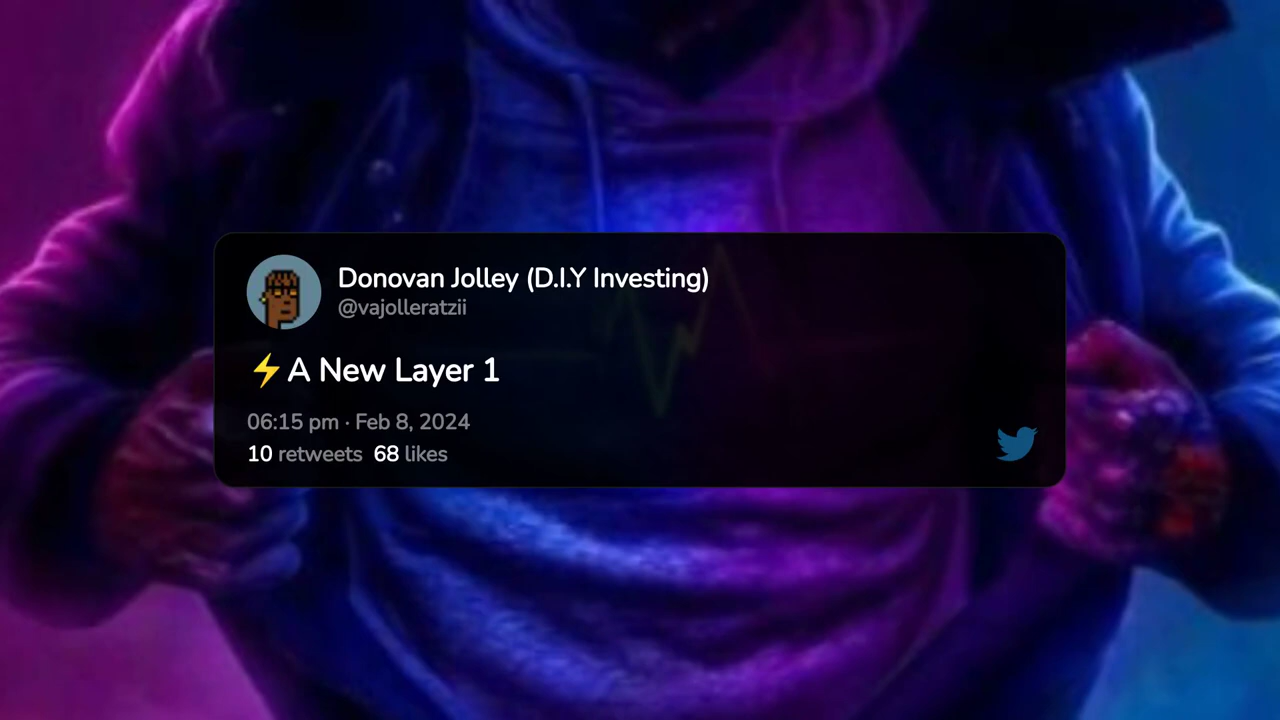 Donovan Jolley (D.I.Y Investing)
@vajolleratzii
⚡A New Layer 1
06:15 pm · Feb 8, 2024
10 retweets 68 likes